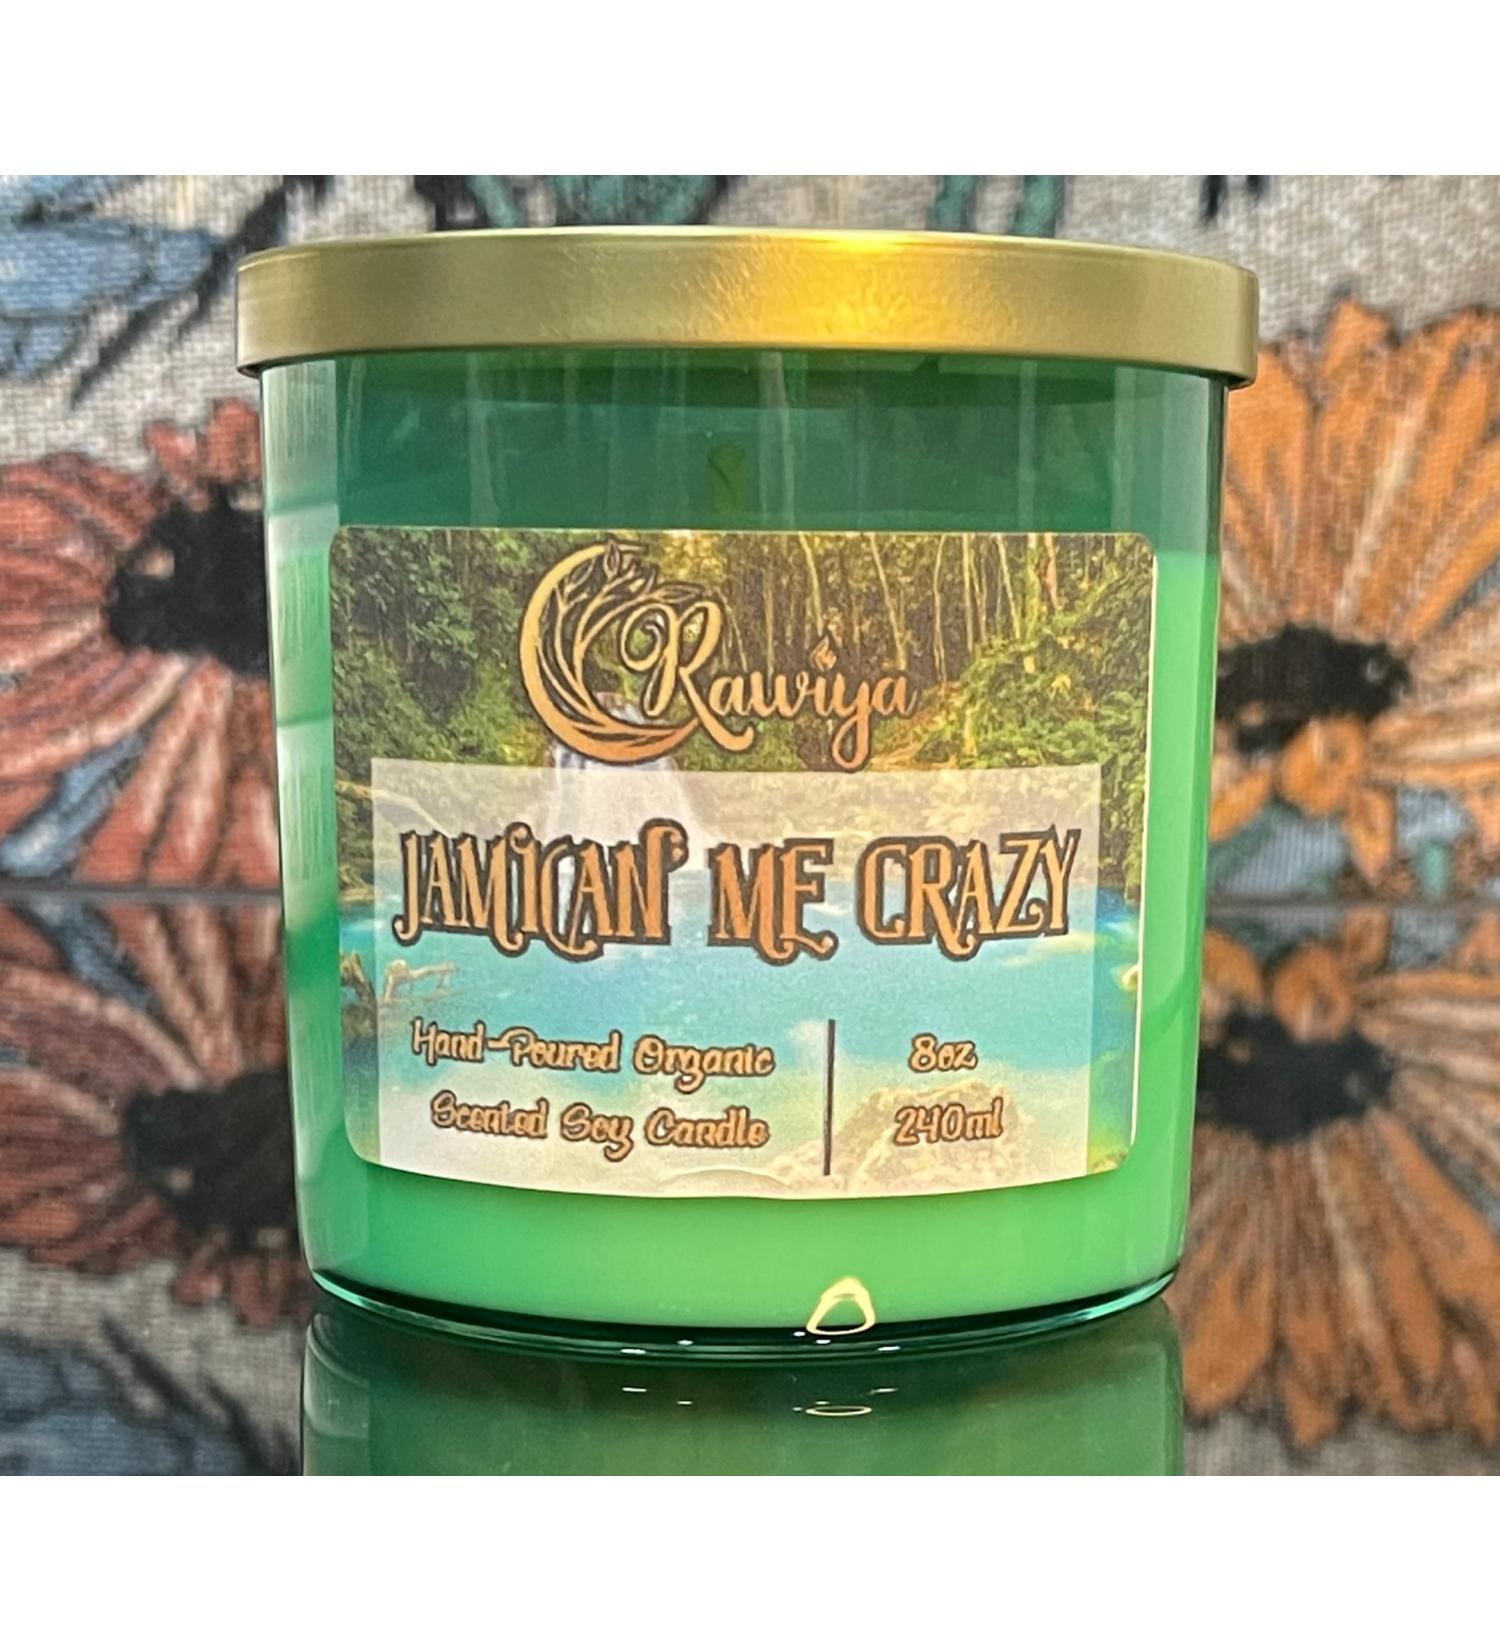 Rawiya
JAMICAN ME CRAZY
Hand-Poured Organic
Scented Soy Candle
8oz
240ml